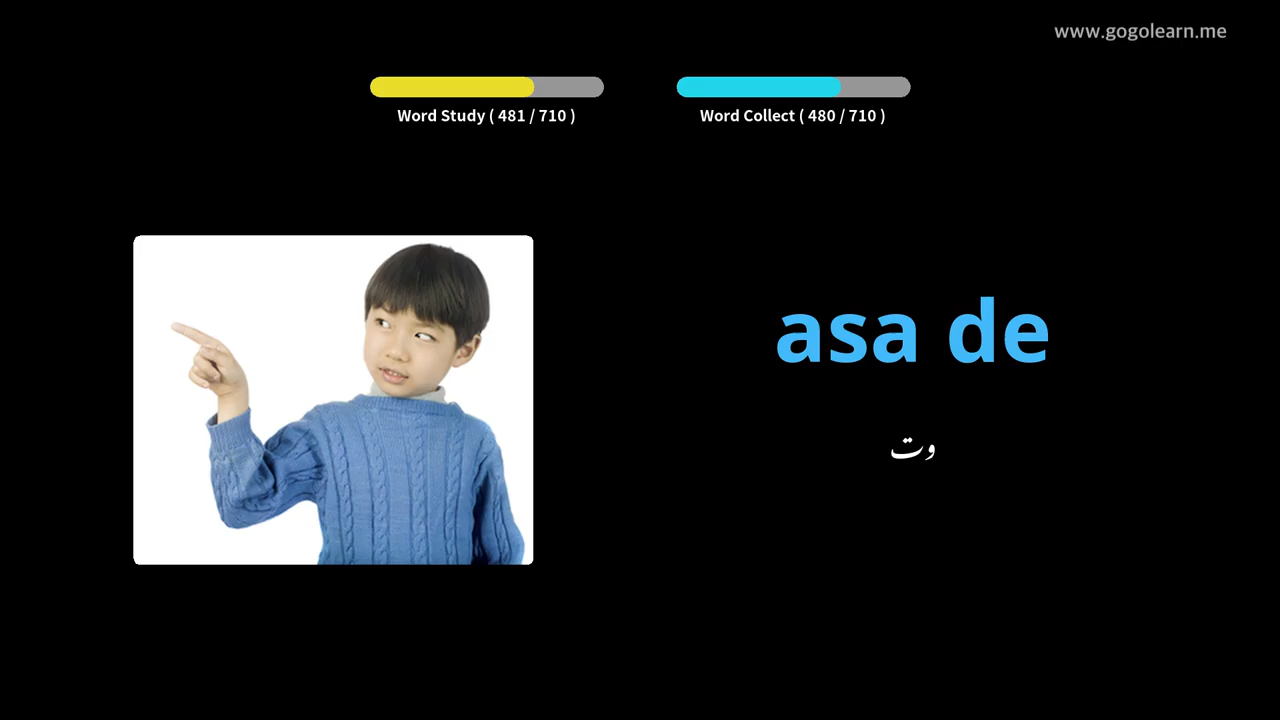 www.gogolearn.me
Word Study ( 481 / 710 )
Word Collect ( 480 / 710 )
asa de
وت